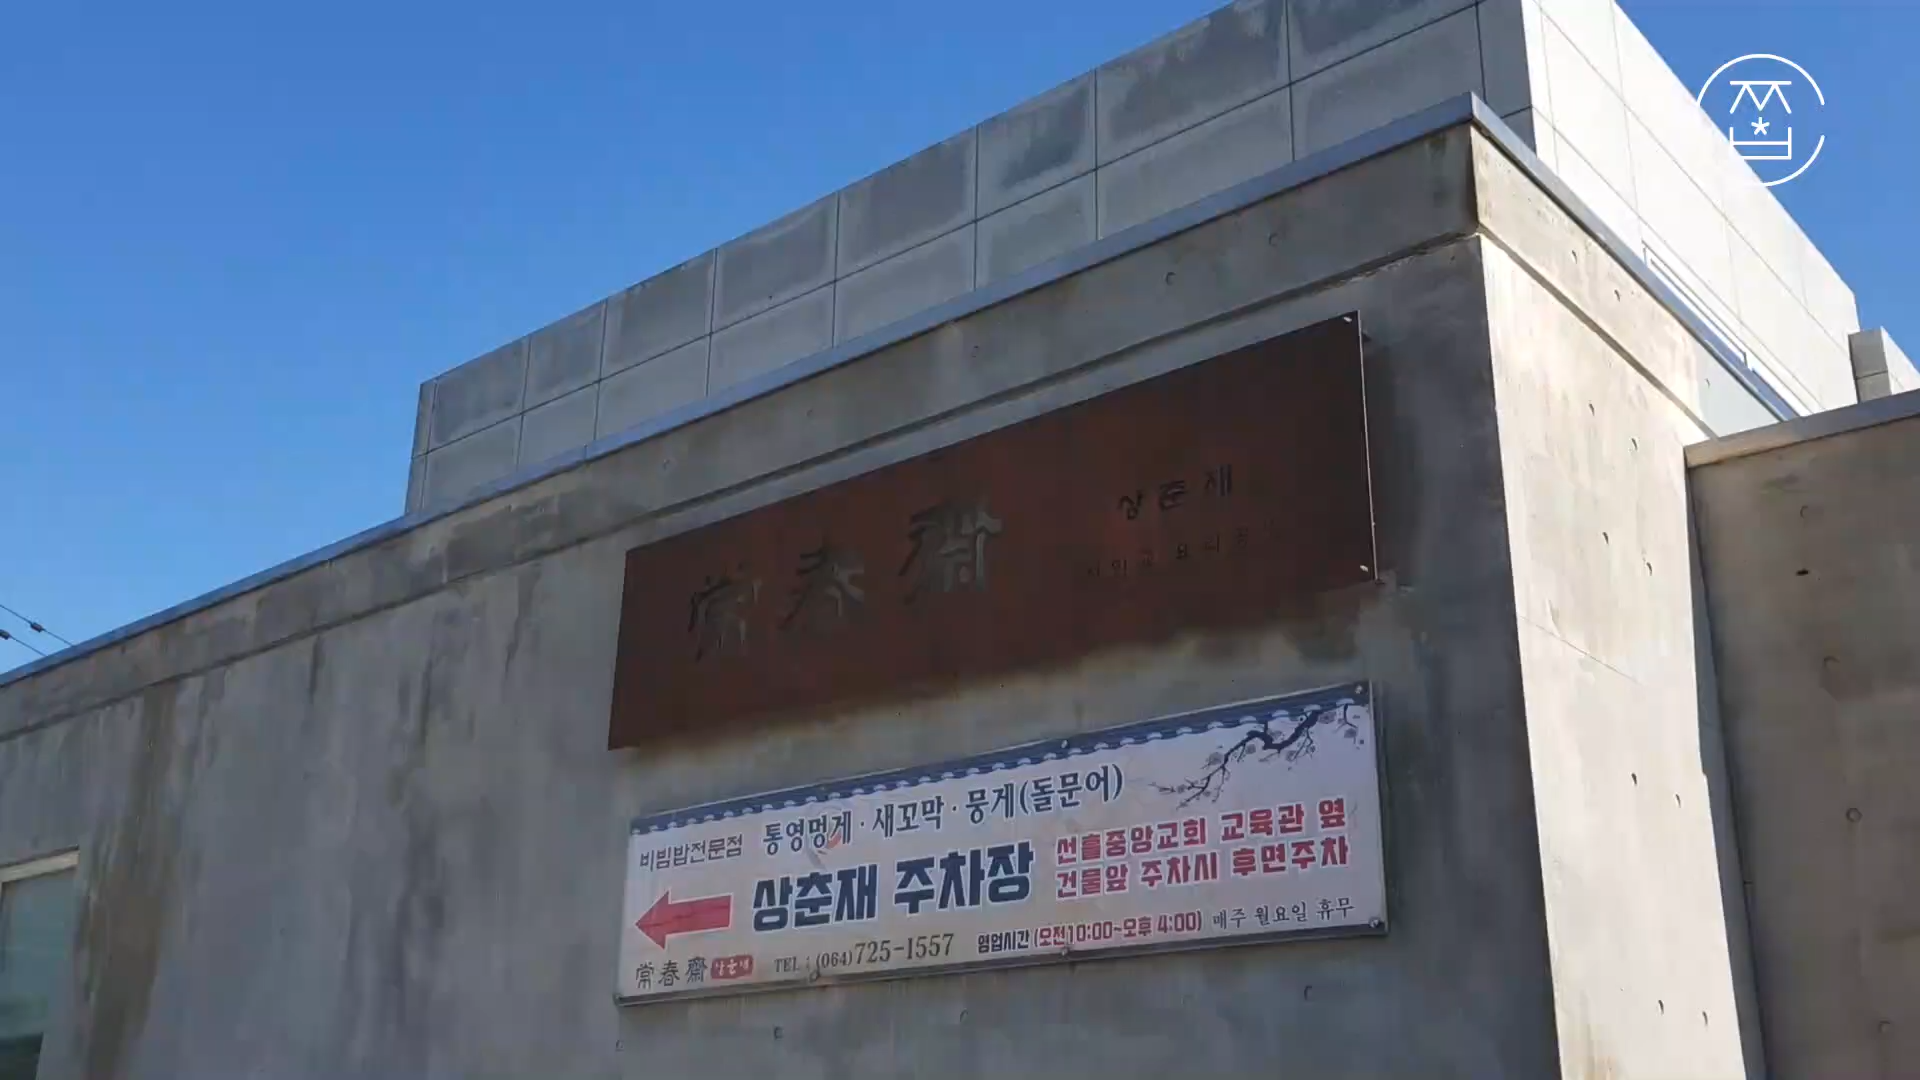 常春齋
상춘재
비빔밥전문점 통영멍게·새꼬막·뭉게(돌문어)
상춘재 주차장
선흘중앙교회 교육관 옆
건물앞 주차시 후면주차
常春齋 상춘재 TEL : (064)725-1557 영업시간 (오전10:00~오후 4:00) 매주 월요일 휴무